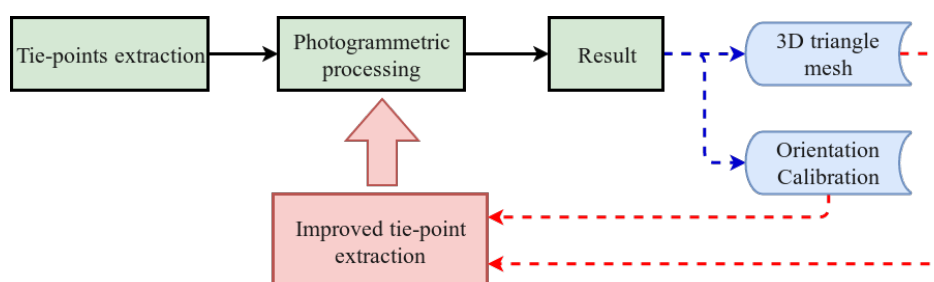 Tie-points extraction
Photogrammetric
processing
Result
3D triangle
mesh
Orientation
Calibration
Improved tie-point
extraction